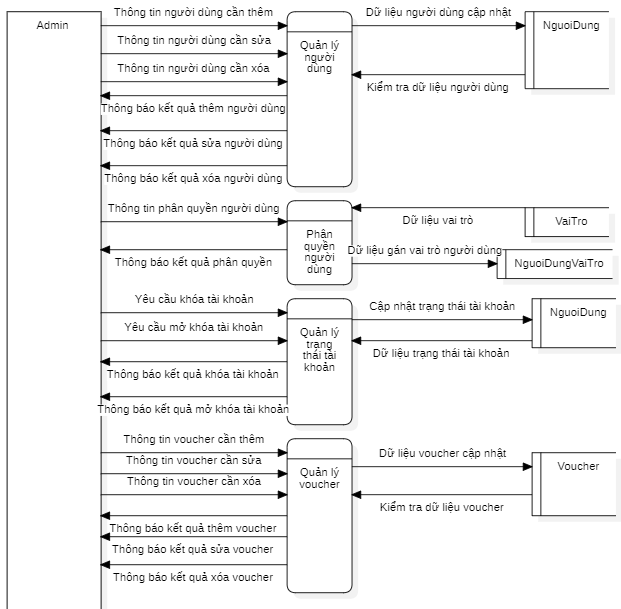 Admin
Thông tin người dùng cần thêm
Thông tin người dùng cần sửa
Thông tin người dùng cần xóa
Thông báo kết quả thêm người dùng
Thông báo kết quả sửa người dùng
Thông báo kết quả xóa người dùng
Quản lý
người
dùng
Dữ liệu người dùng cập nhật
Kiểm tra dữ liệu người dùng
NguoiDung
Thông tin phân quyền người dùng
Thông báo kết quả phân quyền
Phân
quyền
người
dùng
Dữ liệu vai trò
Dữ liệu gán vai trò người dùng
VaiTro
NguoiDungVaiTro
Yêu cầu khóa tài khoản
Yêu cầu mở khóa tài khoản
Thông báo kết quả khóa tài khoản
Thông báo kết quả mở khóa tài khoản
Quản lý
trạng
thái tài
khoản
Cập nhật trạng thái tài khoản
Dữ liệu trạng thái tài khoản
NguoiDung
Thông tin voucher cần thêm
Thông tin voucher cần sửa
Thông tin voucher cần xóa
Thông báo kết quả thêm voucher
Thông báo kết quả sửa voucher
Thông báo kết quả xóa voucher
Quản lý
voucher
Dữ liệu voucher cập nhật
Kiểm tra dữ liệu voucher
Voucher